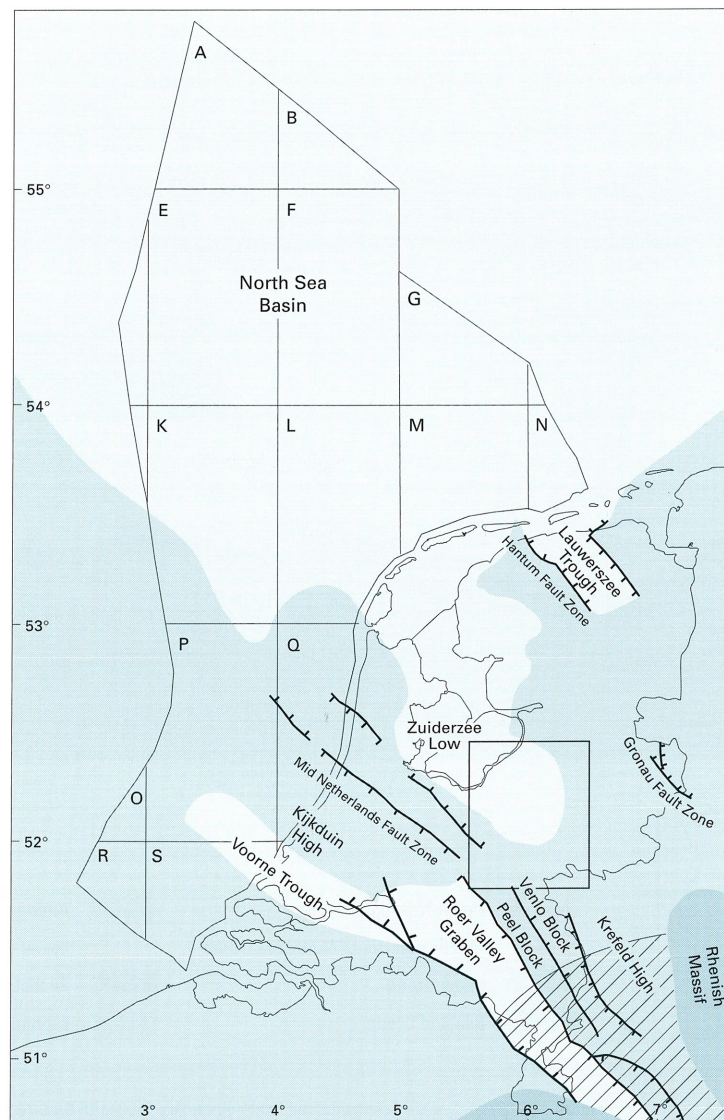 A
B
55°
E
F
North Sea
Basin
G
54°
K
L
M
N
Lauwerszee
Trough
Hantum Fault Zone
53°
P
Q
Zuiderzee
Low
Gronau Fault Zone
Mid Netherlands Fault Zone
O
Kijkduin
High
52°
R
S
Voorne Trough
Roer Valley
Graben
Peel Block
Venlo Block
Krefeld High
Rhenish
Massif
51°
3°
4°
5°
6°
7°